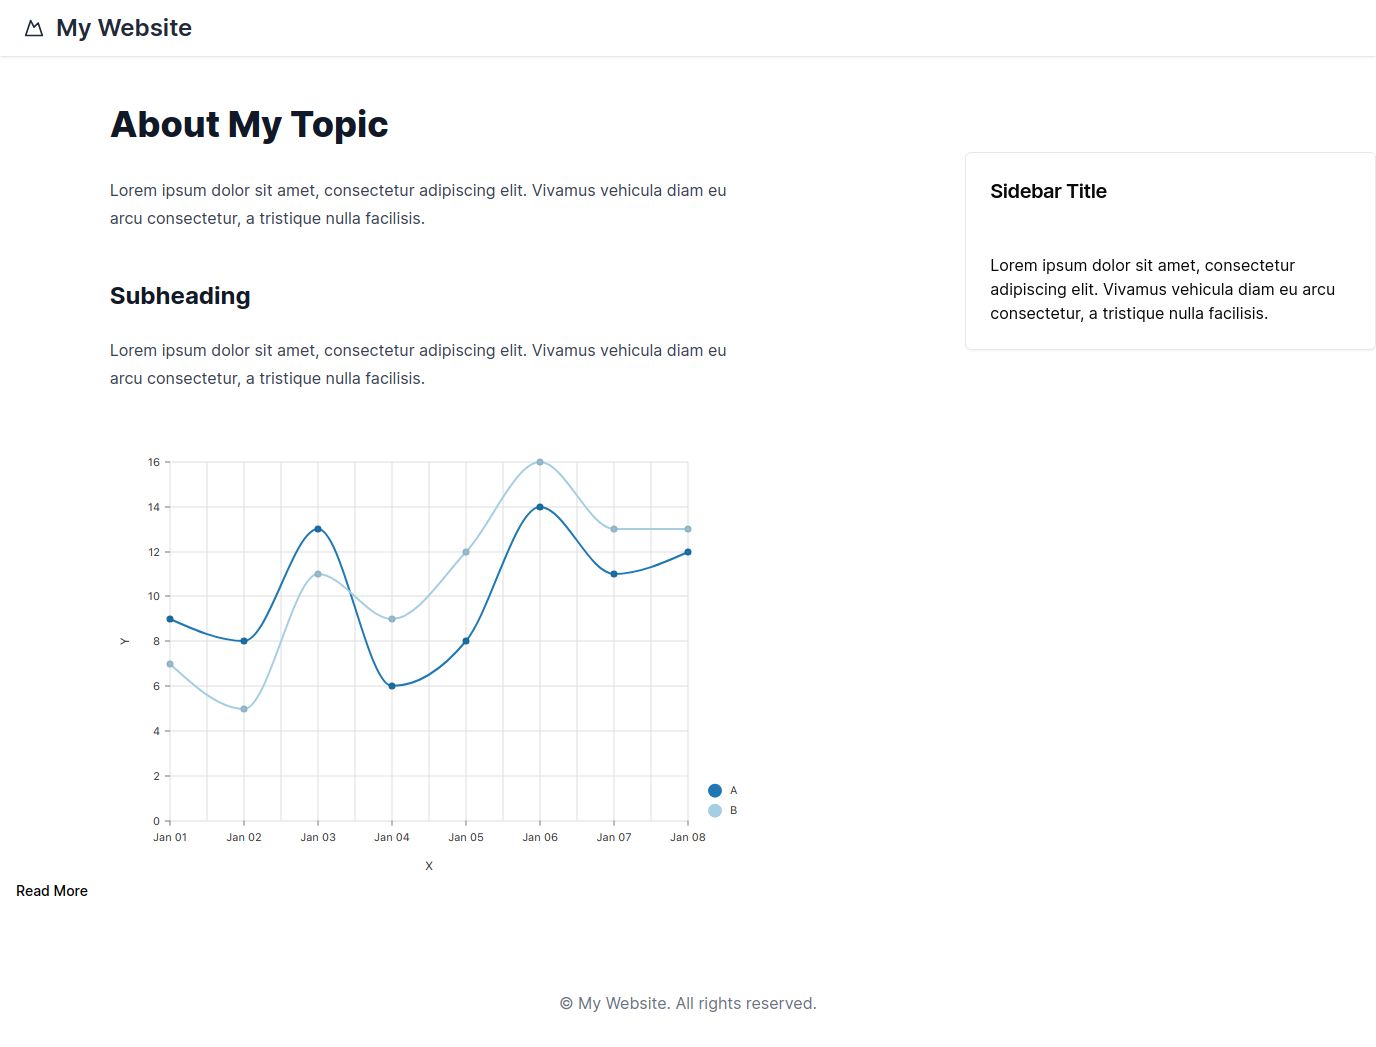 My Website
About My Topic
Lorem ipsum dolor sit amet, consectetur adipiscing elit. Vivamus vehicula diam eu
arcu consectetur, a tristique nulla facilisis.
Subheading
Lorem ipsum dolor sit amet, consectetur adipiscing elit. Vivamus vehicula diam eu
arcu consectetur, a tristique nulla facilisis.
Sidebar Title
Lorem ipsum dolor sit amet, consectetur
adipiscing elit. Vivamus vehicula diam eu arcu
consectetur, a tristique nulla facilisis.
16
14
12
10
8
6
4
2
0
Y
Jan 01 Jan 02 Jan 03 Jan 04 Jan 05 Jan 06 Jan 07 Jan 08
X
A
B
Read More
© My Website. All rights reserved.